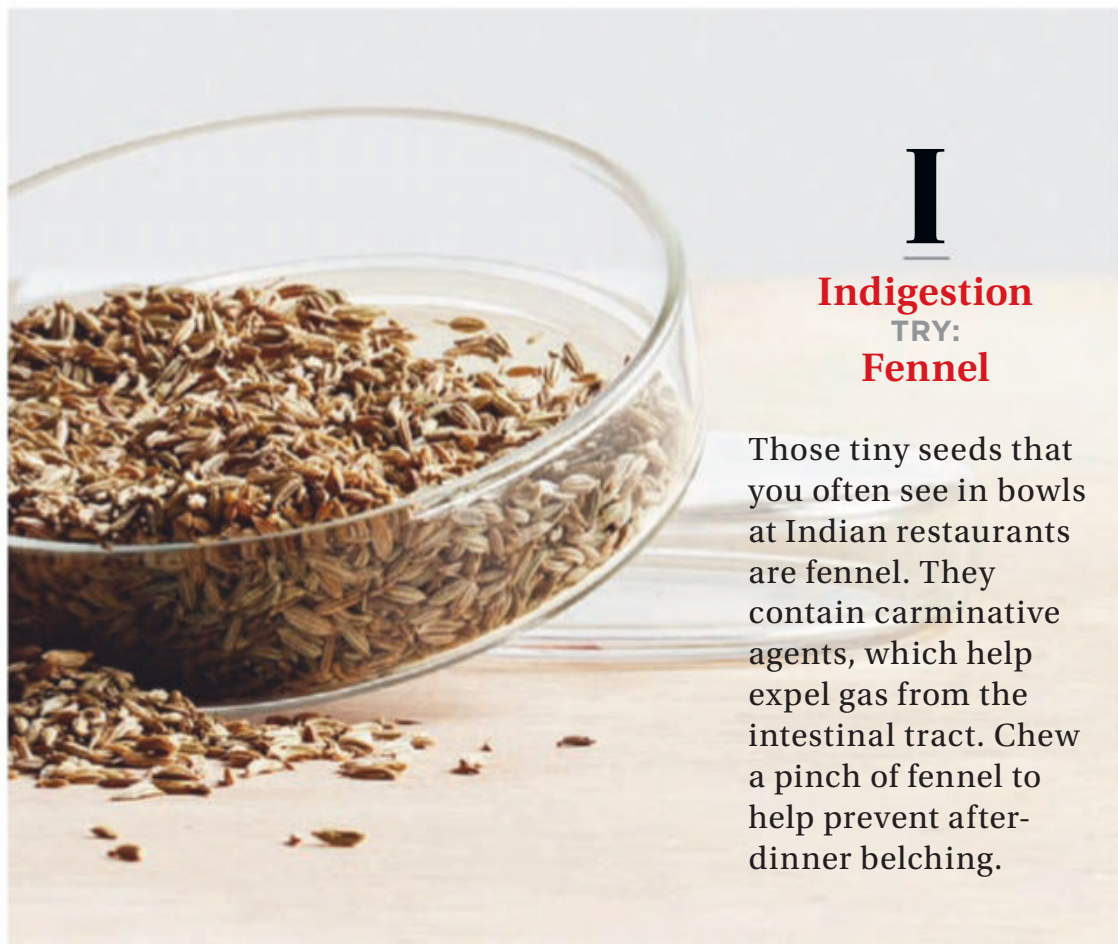 I
Indigestion
TRY:
Fennel
Those tiny seeds that
you often see in bowls
at Indian restaurants
are fennel. They
contain carminative
agents, which help
expel gas from the
intestinal tract. Chew
a pinch of fennel to
help prevent after-
dinner belching.